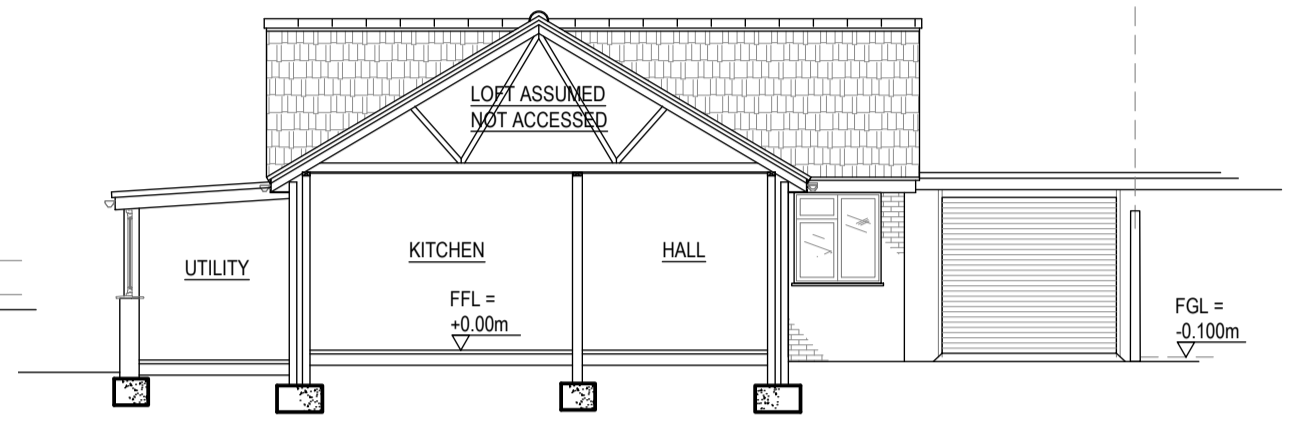 LOFT ASSUMED
NOT ACCESSED
UTILITY
KITCHEN
HALL
FFL =
+0.00m
FGL =
-0.100m